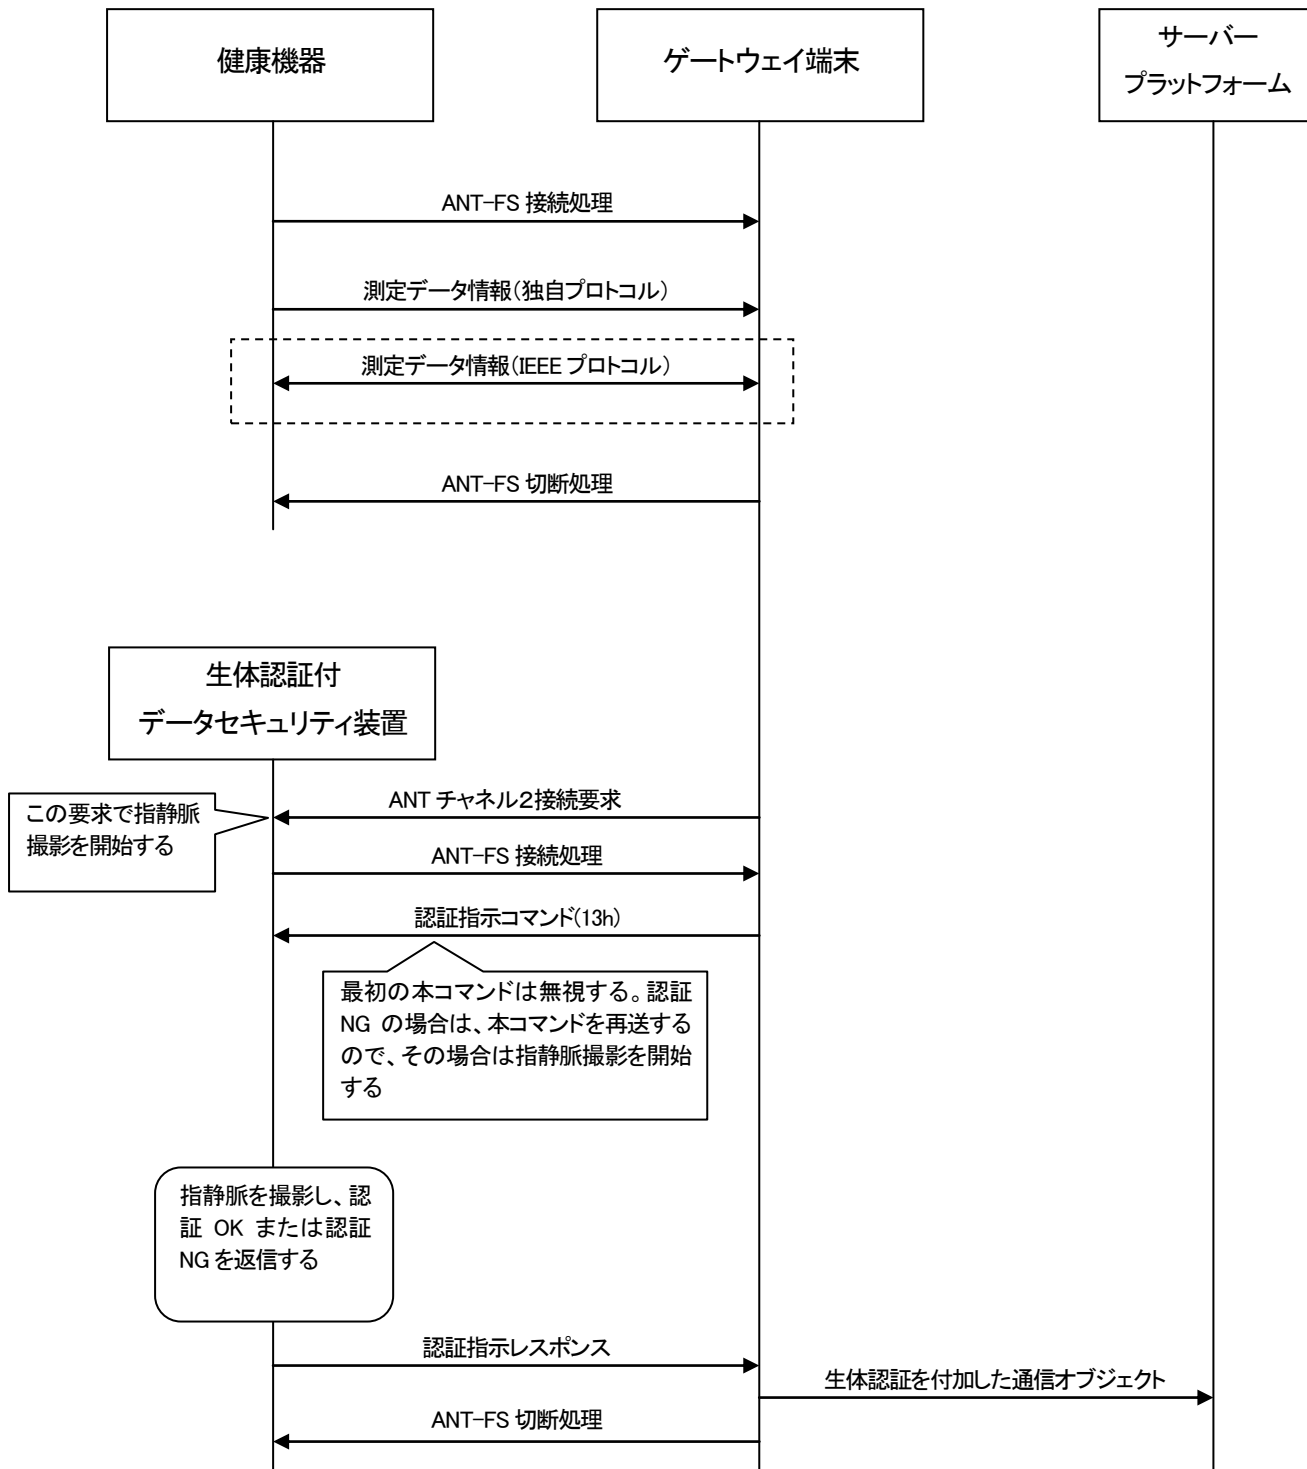 健康機器
ゲートウェイ端末
サーバー
プラットフォーム
ANT-FS 接続処理
測定データ情報(独自プロトコル)
測定データ情報(IEEE プロトコル)
ANT-FS 切断処理
生体認証付
データセキュリティ装置
ANT チャネル2接続要求
この要求で指静脈
撮影を開始する
ANT-FS 接続処理
認証指示コマンド(13h)
最初の本コマンドは無視する。認証
NG の場合は、本コマンドを再送する
ので、その場合は指静脈撮影を開始
する
指静脈を撮影し、認
証 OK または認証
NG を返信する
認証指示レスポンス
生体認証を付加した通信オブジェクト
ANT-FS 切断処理